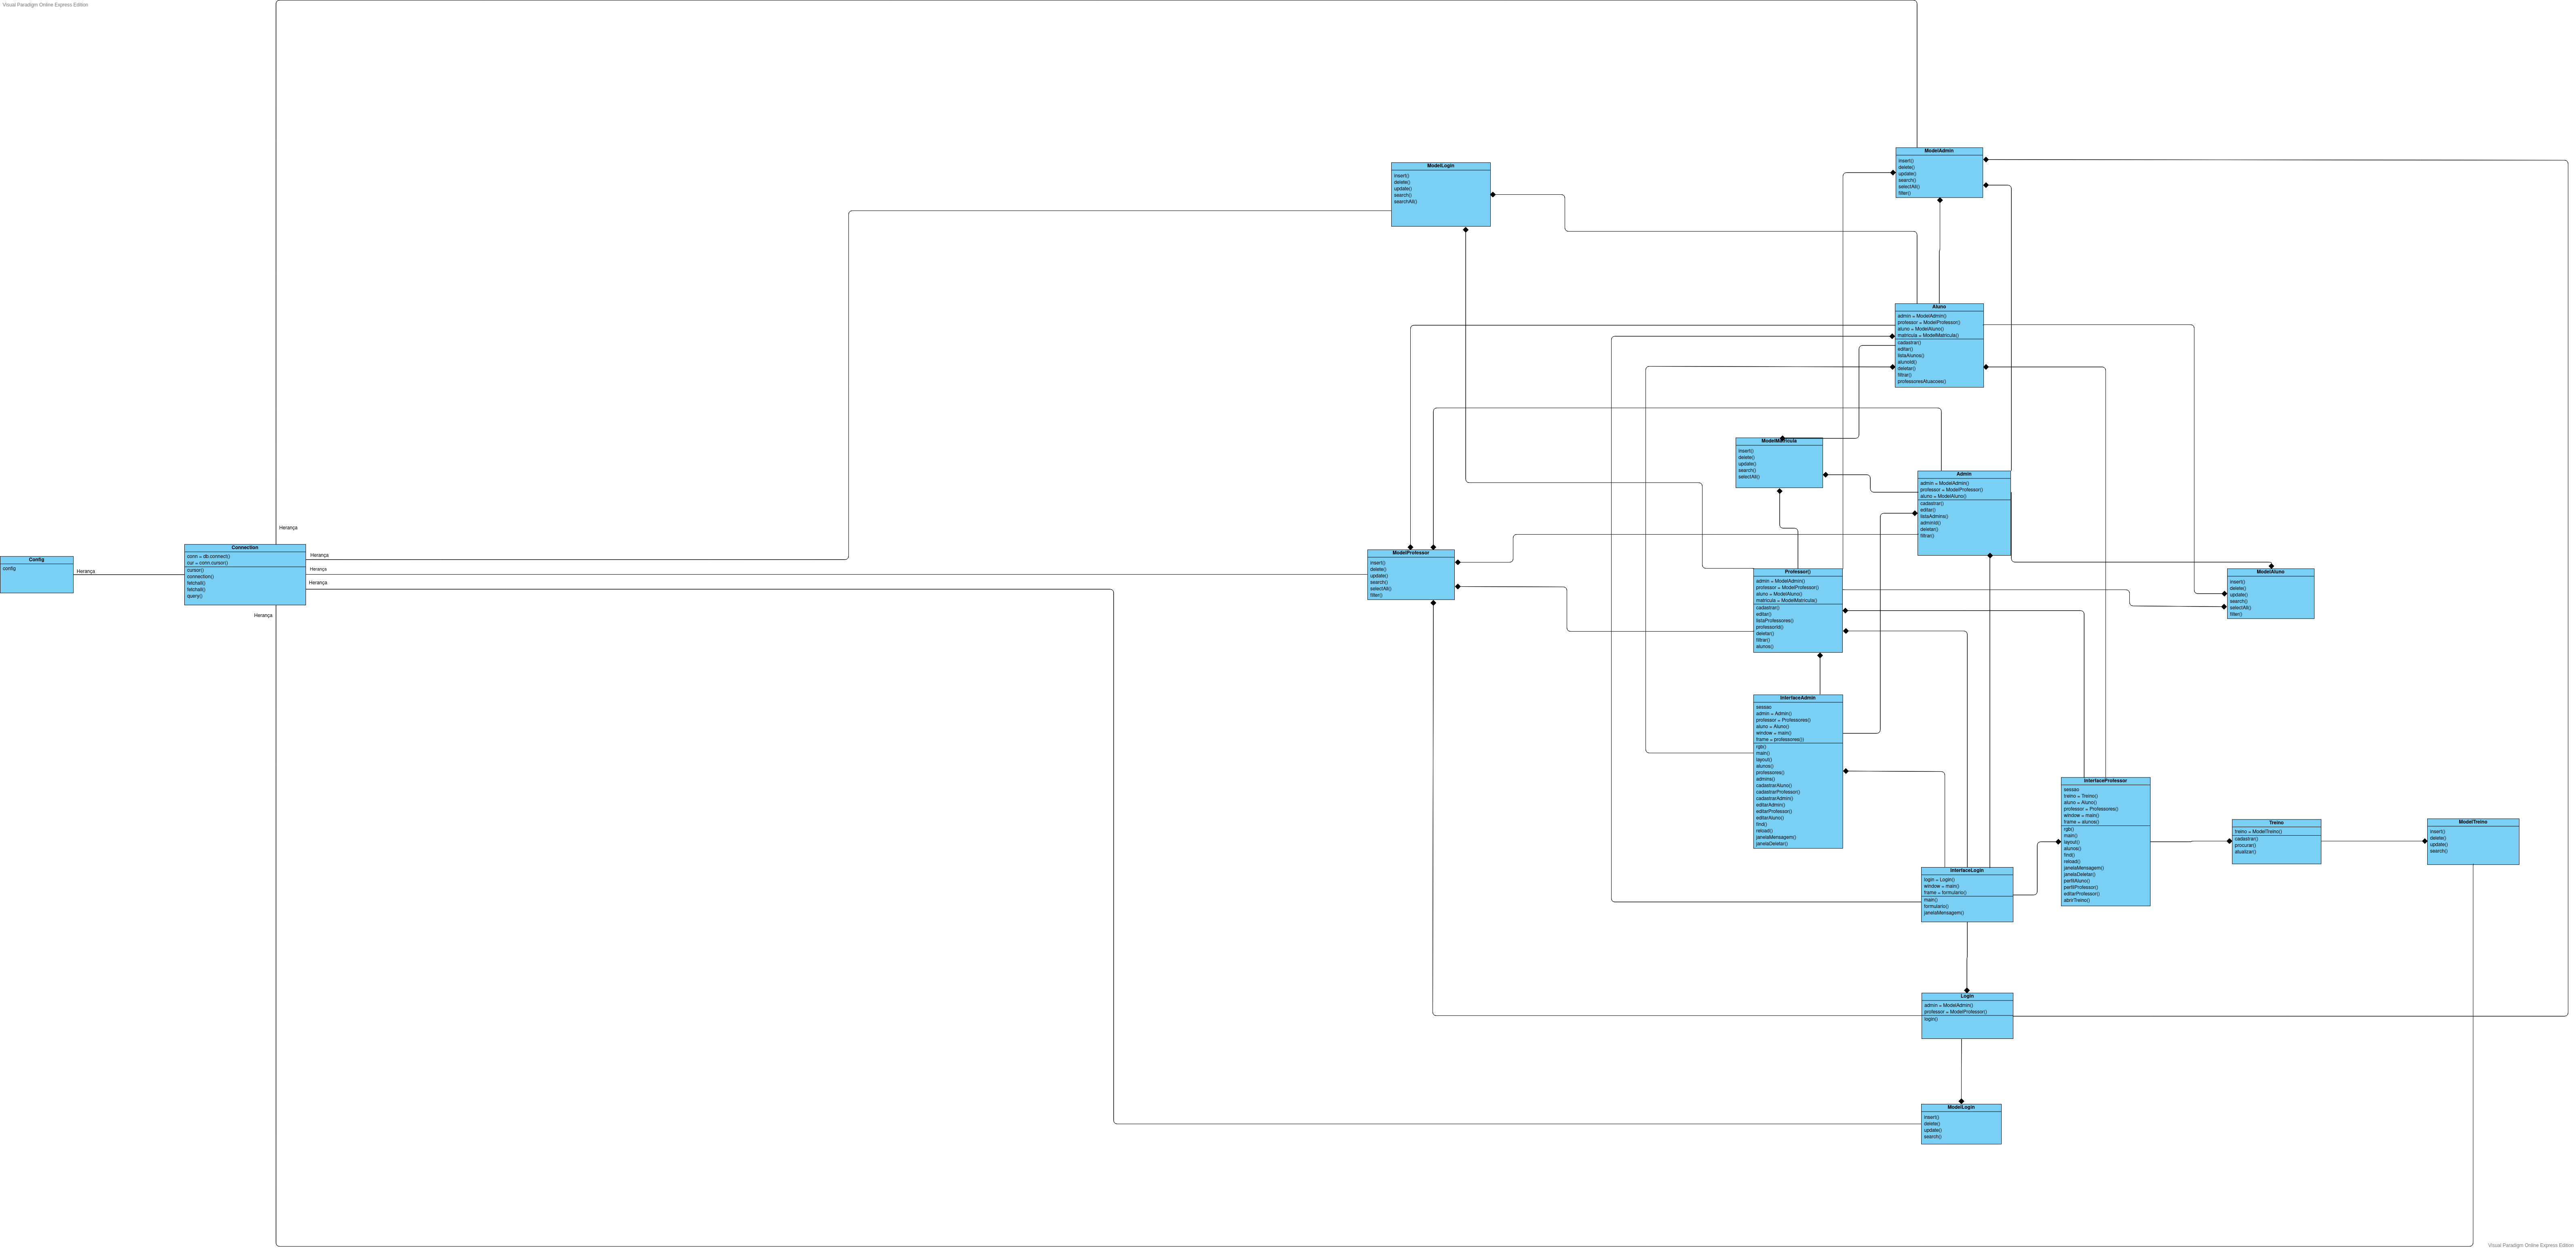 Visual Paradigm Online Express Edition
ModelAdmin
insert()
delete()
update()
search()
selectAll()
filter()
ModelLogin
insert()
delete()
update()
search()
searchAll()
Aluno
admin = ModelAdmin()
professor = ModelProfessor()
aluno = ModelAluno()
matricula = ModelMatricula()
cadastrar()
editar()
listaAlunos()
alunoId()
deletar()
filtrar()
professoresAtuacoes()
ModelMatricula
insert()
delete()
update()
search()
selectAll()
Admin
admin = ModelAdmin()
professor = ModelProfessor()
aluno = ModelAluno()
cadastrar()
editar()
listaAdmins()
adminId()
deletar()
filtrar()
Herança
Config
config
Herança
Connection
conn = db.connect()
cur = conn.cursor()
cursor()
connection()
fetchall()
fetchall()
query()
Herança
Herança
Herança
Herança
ModelProfessor
insert()
delete()
update()
search()
selectAll()
filter()
Professor()
admin = ModelAdmin()
professor = ModelProfessor()
aluno = ModelAluno()
matricula = ModelMatricula()
cadastrar()
editar()
listaProfessores()
professorId()
deletar()
filtrar()
alunos()
ModelAluno
insert()
delete()
update()
search()
selectAll()
filter()
InterfaceAdmin
sessao
admin = Admin()
professor = Professores()
aluno = Aluno()
window = main()
frame = professores())
rgb()
main()
layout()
alunos()
professores()
admins()
cadastrarAluno()
cadastrarProfessor()
cadastrarAdmin()
editarAdmin()
editarProfessor()
editarAluno()
find()
reload()
janelaMensagem()
janelaDeletar()
InterfaceProfessor
sessao
treino = Treino()
aluno = Aluno()
professor = Professores()
window = main()
frame = alunos()
rgb()
main()
layout()
alunos()
find()
reload()
janelaMensagem()
janelaDeletar()
perfilAluno()
perfilProfessor()
editarProfessor()
abrirTreino()
Treino
treino = ModelTreino()
cadastrar()
procurar()
atualizar()
ModelTreino
insert()
delete()
update()
search()
InterfaceLogin
login = Login()
window = main()
frame = formulario()
main()
formulario()
janelaMensagem()
Login
admin = ModelAdmin()
professor = ModelProfessor()
login()
ModelLogin
insert()
delete()
update()
search()
Visual Paradigm Online Express Edition